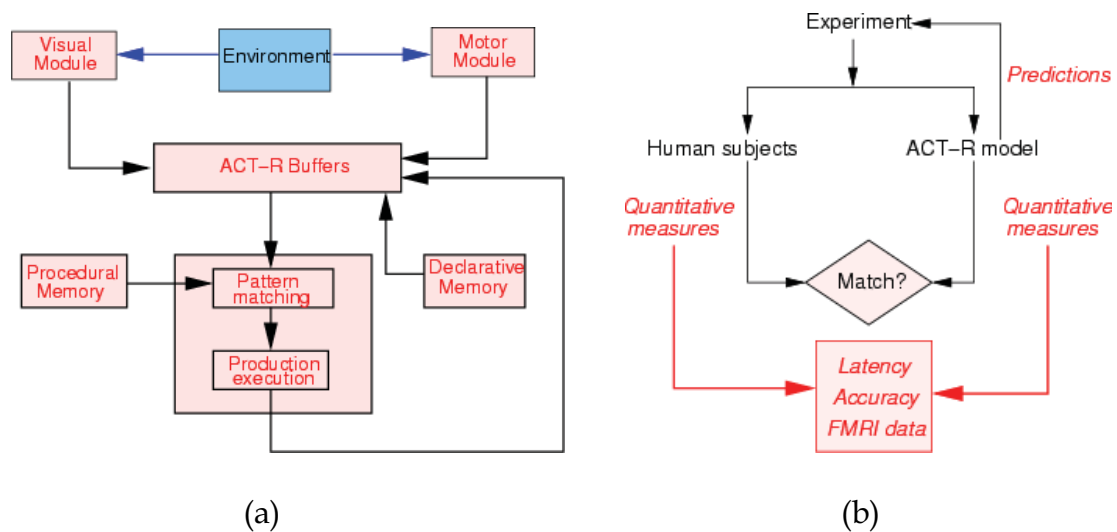 Visual
Module
Environment
Motor
Module
ACT-R Buffers
Procedural
Memory
Pattern
matching
Declarative
Memory
Production
execution
(a)
Experiment
Predictions
Human subjects
ACT-R model
Quantitative
measures
Quantitative
measures
Match?
Latency
Accuracy
FMRI data
(b)